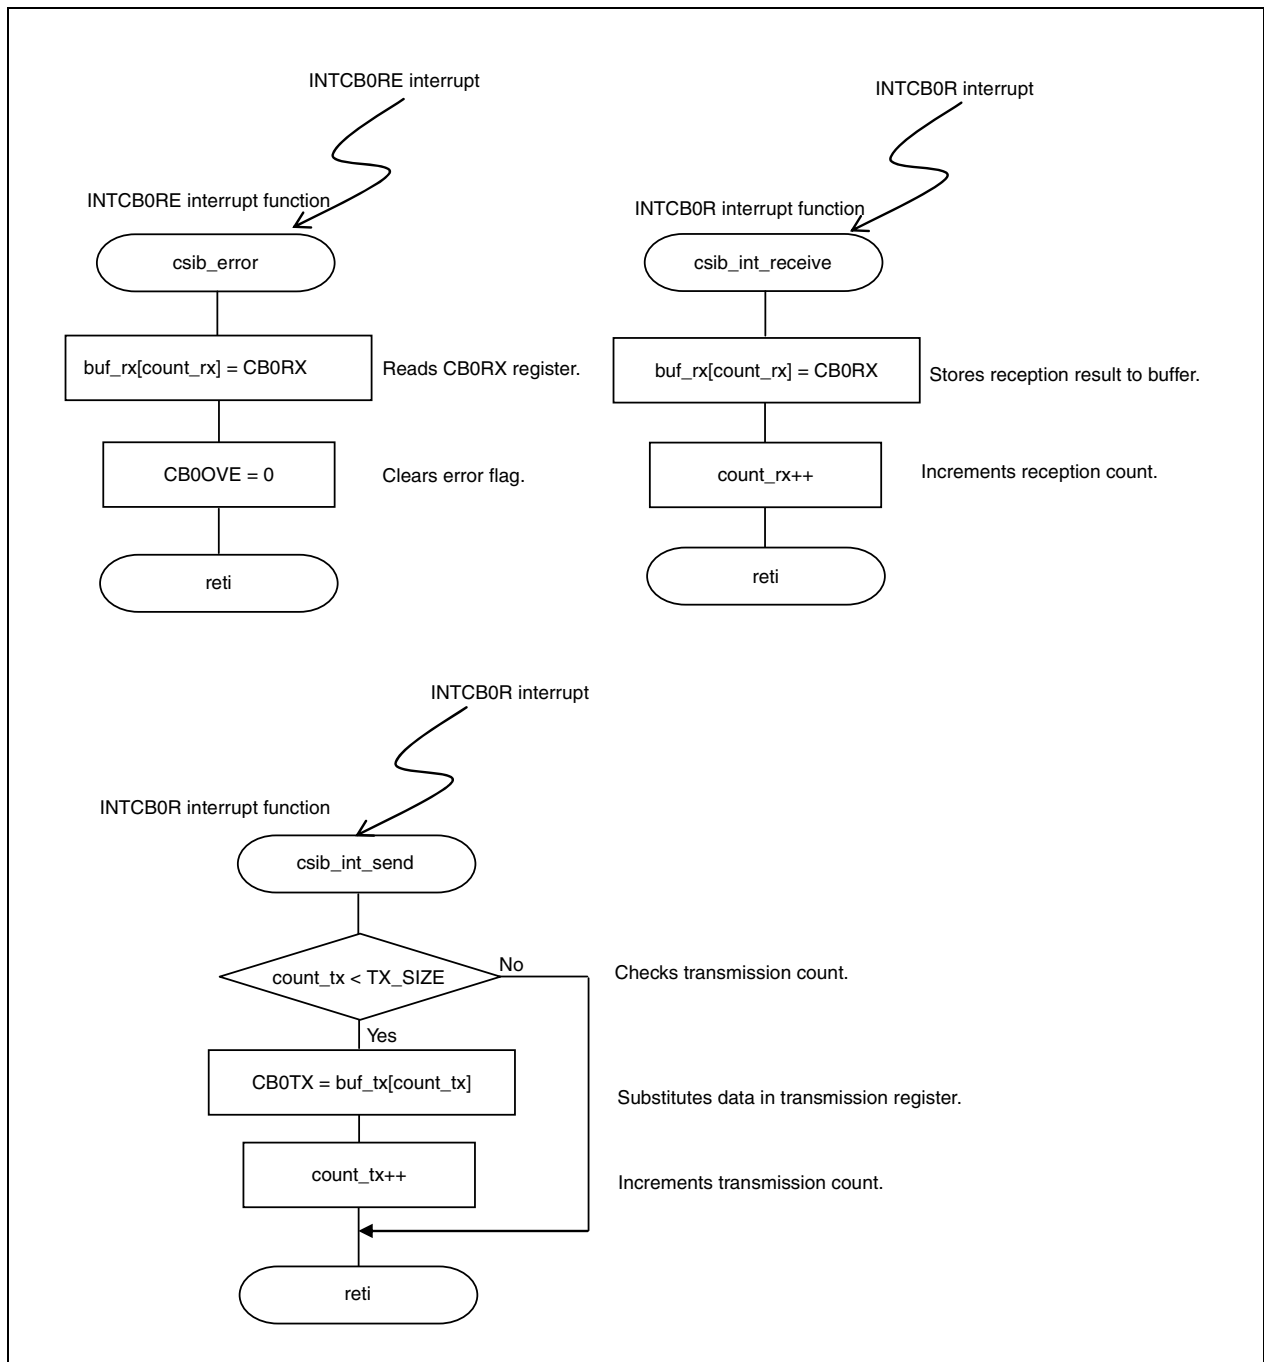 INTCB0RE interrupt
INTCB0RE interrupt function
csib_error
buf_rx[count_rx] = CB0RX
Reads CB0RX register.
CB0OVE = 0
Clears error flag.
reti
INTCB0R interrupt
INTCB0R interrupt function
csib_int_receive
buf_rx[count_rx] = CB0RX
Stores reception result to buffer.
count_rx++
Increments reception count.
reti
INTCB0R interrupt
INTCB0R interrupt function
csib_int_send
count_tx < TX_SIZE
No
Checks transmission count.
Yes
CB0TX = buf_tx[count_tx]
Substitutes data in transmission register.
count_tx++
Increments transmission count.
reti